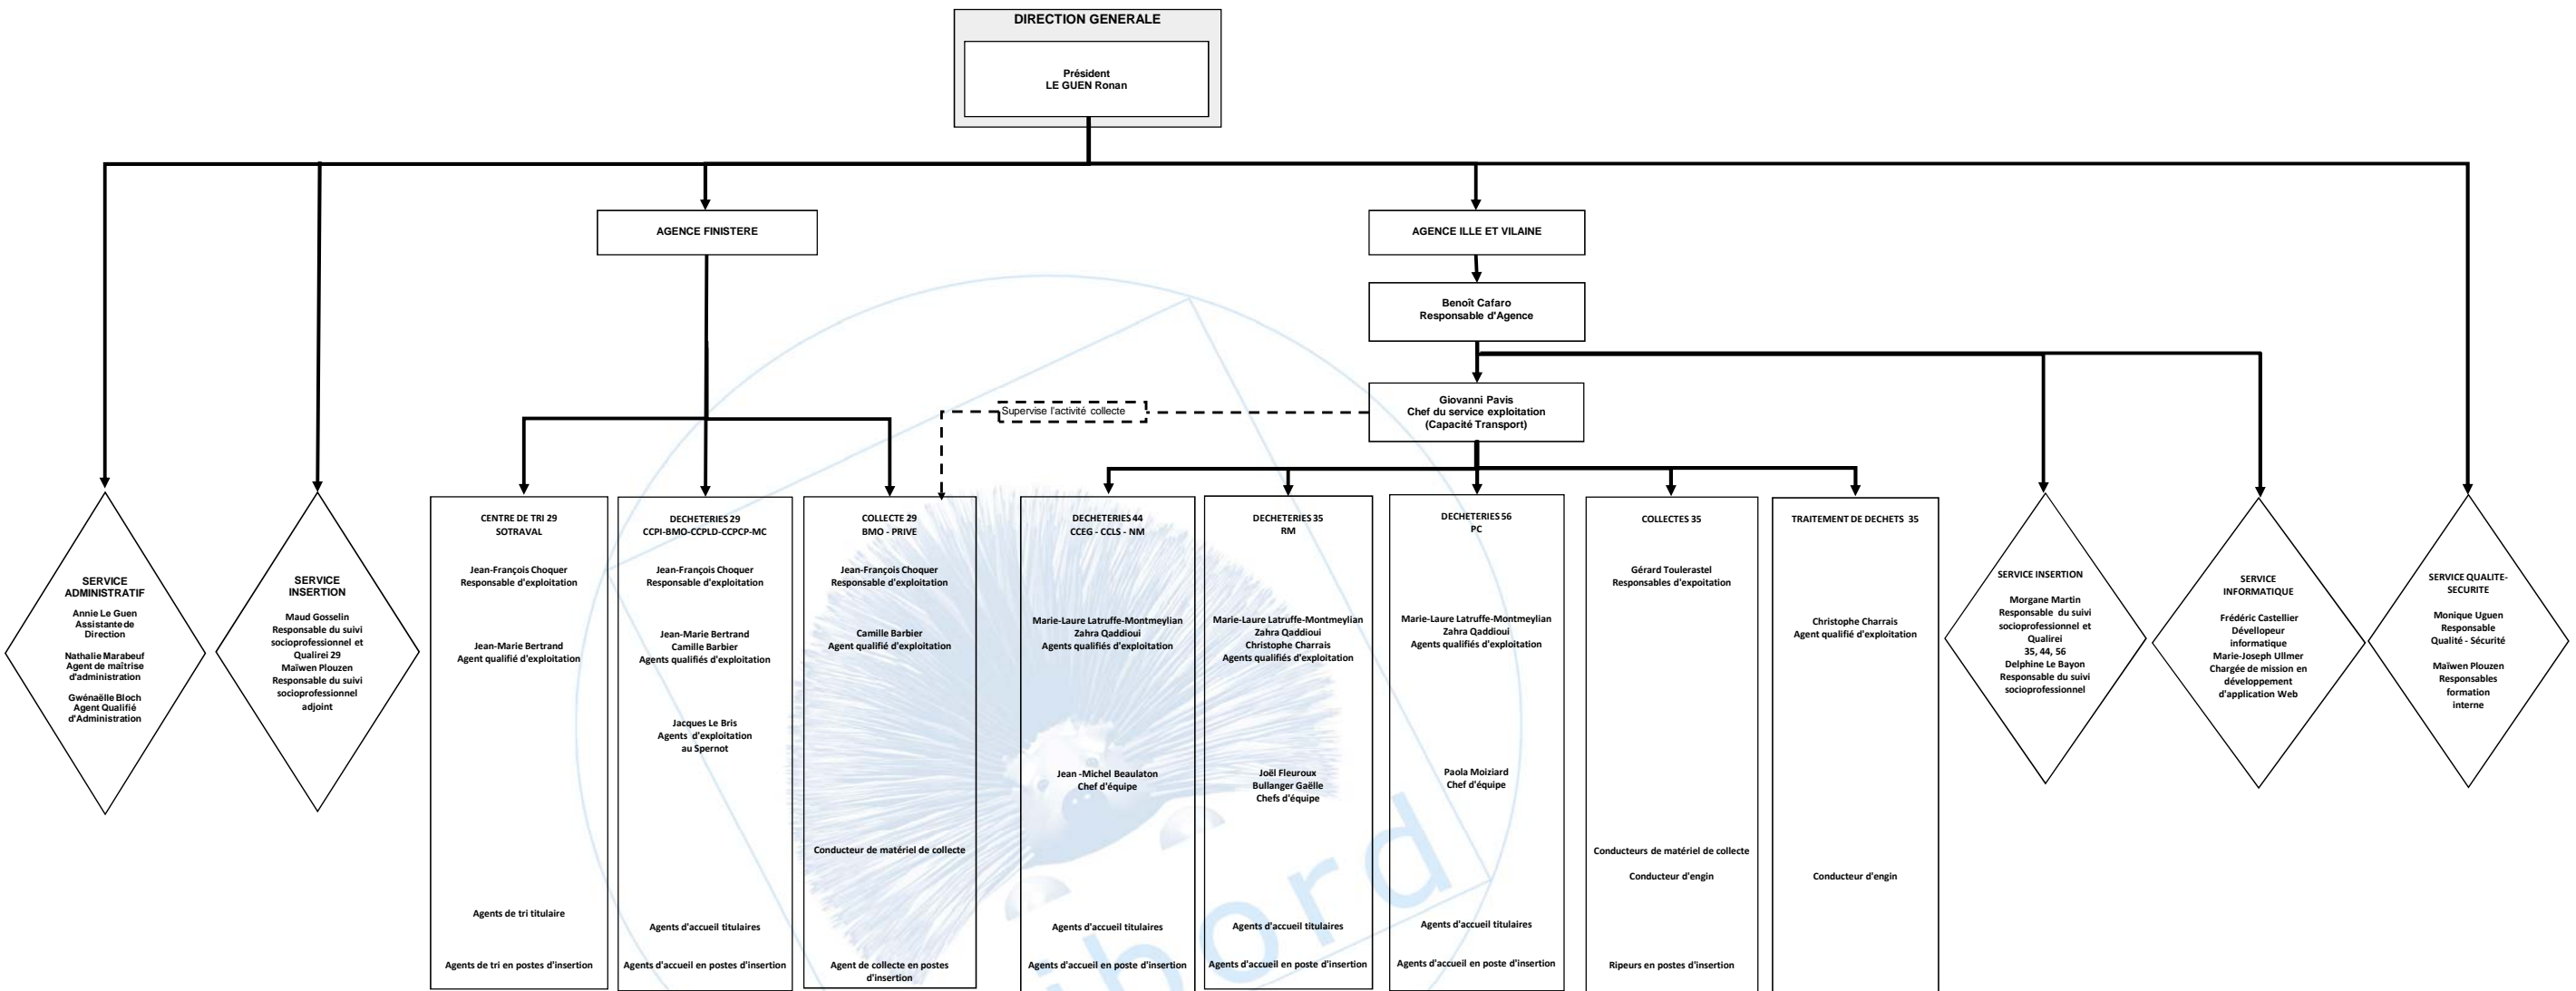 DIRECTION GENERALE
Président
LE GUEN Ronan
AGENCE FINISTERE
AGENCE ILLE ET VILAINE
Benoît Cafaro
Responsable d'Agence
Giovanni Pavis
Chef du service exploitation
(Capacité Transport)
Supervise l'activité collecte
SERVICE
ADMINISTRATIF
Annie Le Guen
Assistante de
Direction
Nathalie Marabeuf
Agent de maîtrise
d'administration
Gwénaëlle Bloch
Agent Qualifié
d'Administration
SERVICE
INSERTION
Maud Gosselin
Responsable du suivi
socioprofessionnel et
Qualirei 29
Maïwen Plouzen
Responsable du suivi
socioprofessionnel
adjoint
CENTRE DE TRI 29
SOTRAVAL
Jean-François Choquer
Responsable d'exploitation
Jean-Marie Bertrand
Agent qualifié d'exploitation
Agents de tri titulaire
Agents de tri en postes d'insertion
DECHETERIES 29
CCPI-BMO-CCPLD-CCPCP-MC
Jean-François Choquer
Responsable d'exploitation
Jean-Marie Bertrand
Camille Barbier
Agents qualifiés d'exploitation
Jacques Le Bris
Agents d'exploitation
au Spernot
Agents d'accueil titulaires
Agents d'accueil en postes d'insertion
COLLECTE 29
BMO - PRIVE
Jean-François Choquer
Responsable d'exploitation
Camille Barbier
Agent qualifié d'exploitation
Conducteur de matériel de collecte
Agent de collecte en postes
d'insertion
DECHETERIES 44
CCEG - CCLS - NM
Marie-Laure Latruffe-Montmeylian
Zahra Qaddioui
Agents qualifiés d'exploitation
Jean -Michel Beaulaton
Chef d'équipe
Agents d'accueil titulaires
Agents d'accueil en poste d'insertion
DECHETERIES 35
RM
Marie-Laure Latruffe-Montmeylian
Zahra Qaddioui
Christophe Charrais
Agents qualifiés d'exploitation
Joël Fleuroux
Bullanger Gaëlle
Chefs d'équipe
Agents d'accueil titulaires
Agents d'accueil en poste d'insertion
DECHETERIES 56
PC
Marie-Laure Latruffe-Montmeylian
Zahra Qaddioui
Agents qualifiés d'exploitation
Paola Moiziard
Chef d'équipe
Agents d'accueil titulaires
Agents d'accueil en poste d'insertion
COLLECTES 35
Gérard Toulerastel
Responsables d'expoitation
Conducteurs de matériel de collecte
Conducteur d'engin
Ripeurs en postes d'insertion
TRAITEMENT DE DECHETS 35
Christophe Charrais
Agent qualifié d'exploitation
Conducteur d'engin
SERVICE INSERTION
Morgane Martin
Responsable du suivi
socioprofessionnel et
Qualirei
35, 44, 56
Delphine Le Bayon
Responsable du suivi
socioprofessionnel
SERVICE
INFORMATIQUE
Frédéric Castellier
Dévellopeur
informatique
Marie-Joseph Ullmer
Chargée de mission en
développement
d'application Web
SERVICE QUALITE-
SECURITE
Monique Uguen
Responsable
Qualité - Sécurité
Maïwen Plouzen
Responsables
formation
interne